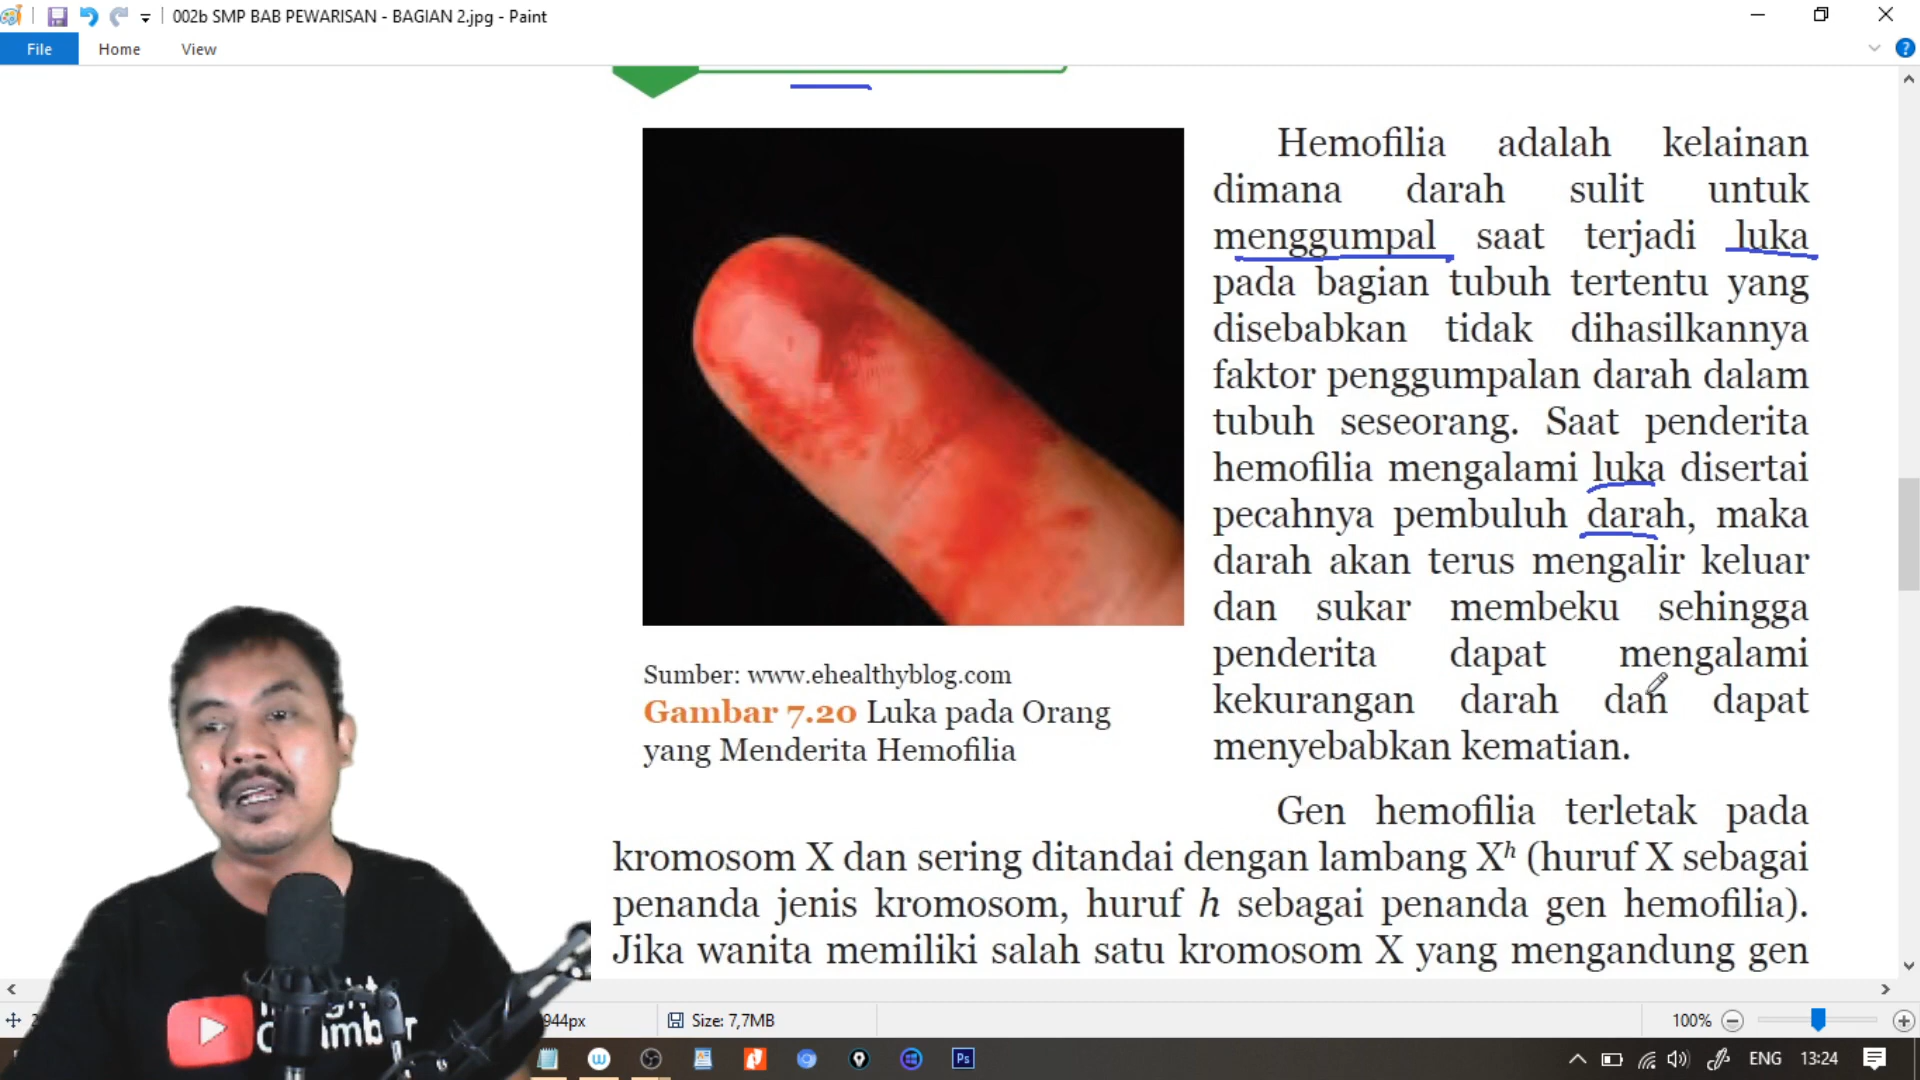 002b SMP BAB PEWARISAN - BAGIAN 2.jpg - Paint
File Home View
Hemofilia adalah kelainan
dimana darah sulit untuk
menggumpal saat terjadi luka
pada bagian tubuh tertentu yang
disebabkan tidak dihasilkannya
faktor penggumpalan darah dalam
tubuh seseorang. Saat penderita
hemofilia mengalami luka disertai
pecahnya pembuluh darah, maka
darah akan terus mengalir keluar
dan sukar membeku sehingga
penderita dapat mengalami
kekurangan darah dan dapat
menyebabkan kematian.
Sumber: www.ehealthyblog.com
Gambar 7.20 Luka pada Orang
yang Menderita Hemofilia
Gen hemofilia terletak pada
kromosom X dan sering ditandai dengan lambang Xʰ (huruf X sebagai
penanda jenis kromosom, huruf h sebagai penanda gen hemofilia).
Jika wanita memiliki salah satu kromosom X yang mengandung gen
944px Size: 7,7MB 100%
Ps ENG 13:24